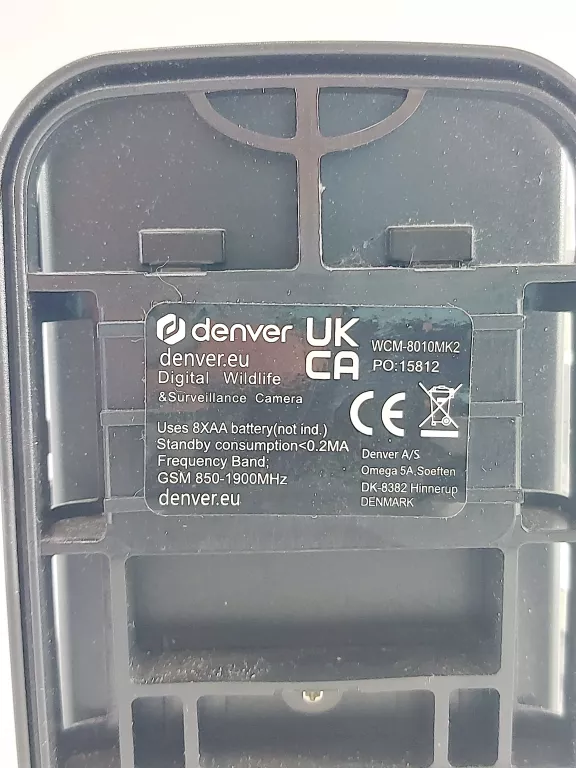 denver
denver.eu
Digital Wildlife
&Surveillance Camera
UK
CA
WCM-8010MK2
PO:15812
CE
Uses 8XAA battery(not ind.)
Standby consumption<0.2MA
Frequency Band;
GSM 850-1900MHz
denver.eu
Denver A/S
Omega 5A,Soeften
DK-8382 Hinnerup
DENMARK